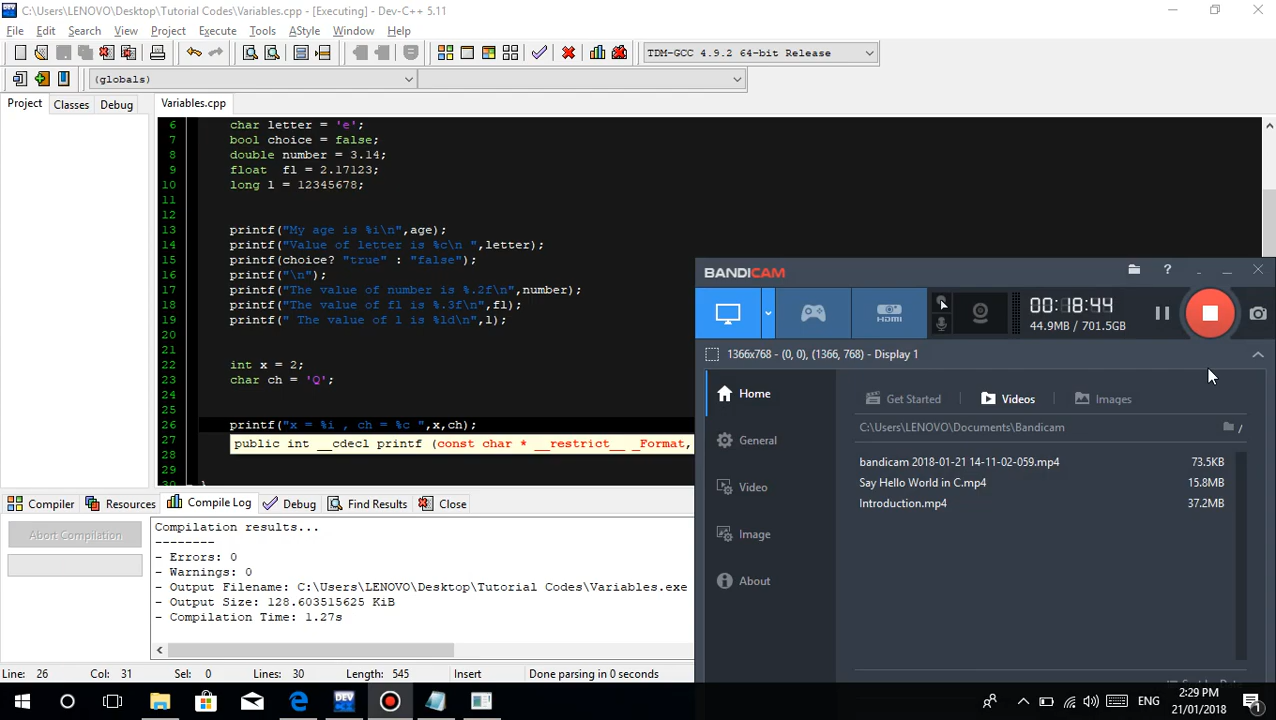 C:\Users\LENOVO\Desktop\Tutorial Codes\Variables.cpp - [Executing] - Dev-C++ 5.11
File Edit Search View Project Execute Tools AStyle Window Help
TDM-GCC 4.9.2 64-bit Release
(globals)
Project Classes Debug
Variables.cpp
6 char letter = 'e';
7 bool choice = false;
8 double number = 3.14;
9 float fl = 2.17123;
10 long l = 12345678;
11
12
13 printf("My age is %i\n",age);
14 printf("Value of letter is %c\n ",letter);
15 printf(choice? "true" : "false");
16 printf("\n");
17 printf("The value of number is %.2f\n",number);
18 printf("The value of fl is %.3f\n",fl);
19 printf(" The value of l is %ld\n",l);
20
21
22 int x = 2;
23 char ch = 'Q';
24
25
26 printf("x = %i , ch = %c ",x,ch);
27 public int __cdecl printf (const char * __restrict__ _Format,
28
29
30 }
BANDICAM
HDMI
00:18:44
44.9MB / 701.5GB
1366x768 - (0, 0), (1366, 768) - Display 1
Home
General
Video
Image
About
Get Started Videos Images
C:\Users\LENOVO\Documents\Bandicam
bandicam 2018-01-21 14-11-02-059.mp4 73.5KB
Say Hello World in C.mp4 15.8MB
Introduction.mp4 37.2MB
Compiler Resources Compile Log Debug Find Results Close
Abort Compilation
Compilation results...
--------
- Errors: 0
- Warnings: 0
- Output Filename: C:\Users\LENOVO\Desktop\Tutorial Codes\Variables.exe
- Output Size: 128.603515625 KiB
- Compilation Time: 1.27s
Line: 26 Col: 31 Sel: 0 Lines: 30 Length: 545 Insert Done parsing in 0 seconds
ENG
2:29 PM
21/01/2018
1